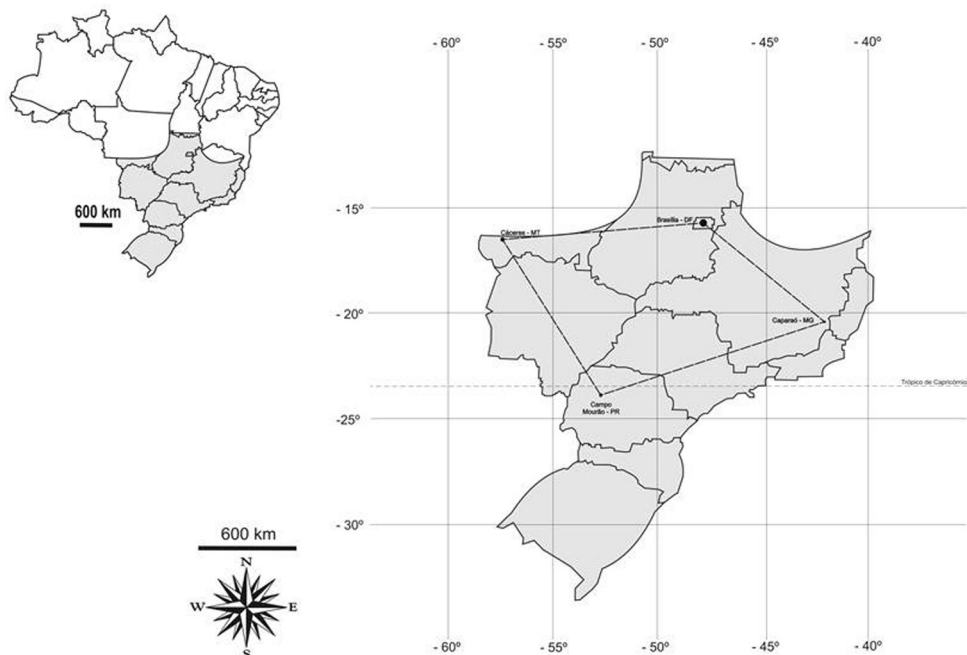 - 60º
- 55º
- 50º
- 45º
- 40º
600 km
- 15º
Brasília - DF
Cáceres - MT
- 20º
Caparaó - MG
Trópico de Capricórnio
Campo
Mourão - PR
- 25º
- 30º
600 km
N
W
E
S
- 60º
- 55º
- 50º
- 45º
- 40º